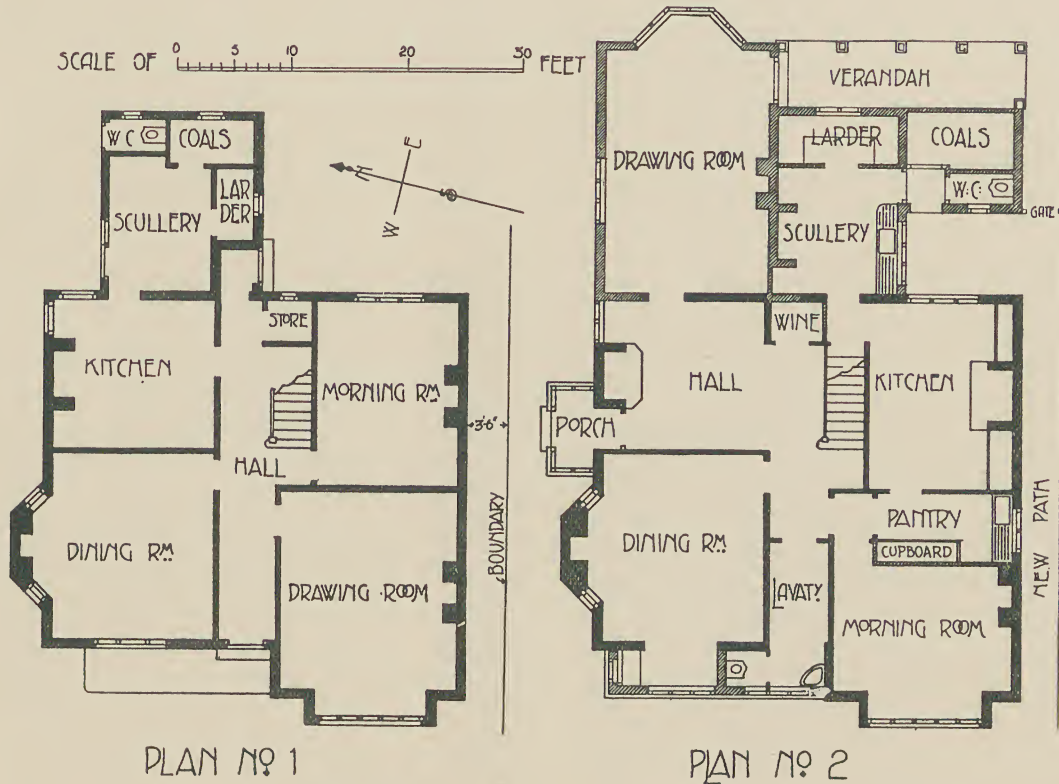 SCALE OF 0 5 10 20 30 FEET
W.C
COALS
LAR
DER
SCULLERY
STORE
KITCHEN
MORNING RM
3'6"
HALL
DINING RM
DRAWING ROOM
BOUNDARY
PLAN No 1
N
E
S
W
VERANDAH
LARDER
COALS
DRAWING ROOM
W.C.
GATE
SCULLERY
WINE
HALL
KITCHEN
PORCH
PANTRY
CUPBOARD
DINING RM
LAVATY
MORNING ROOM
NEW PATH
PLAN No 2